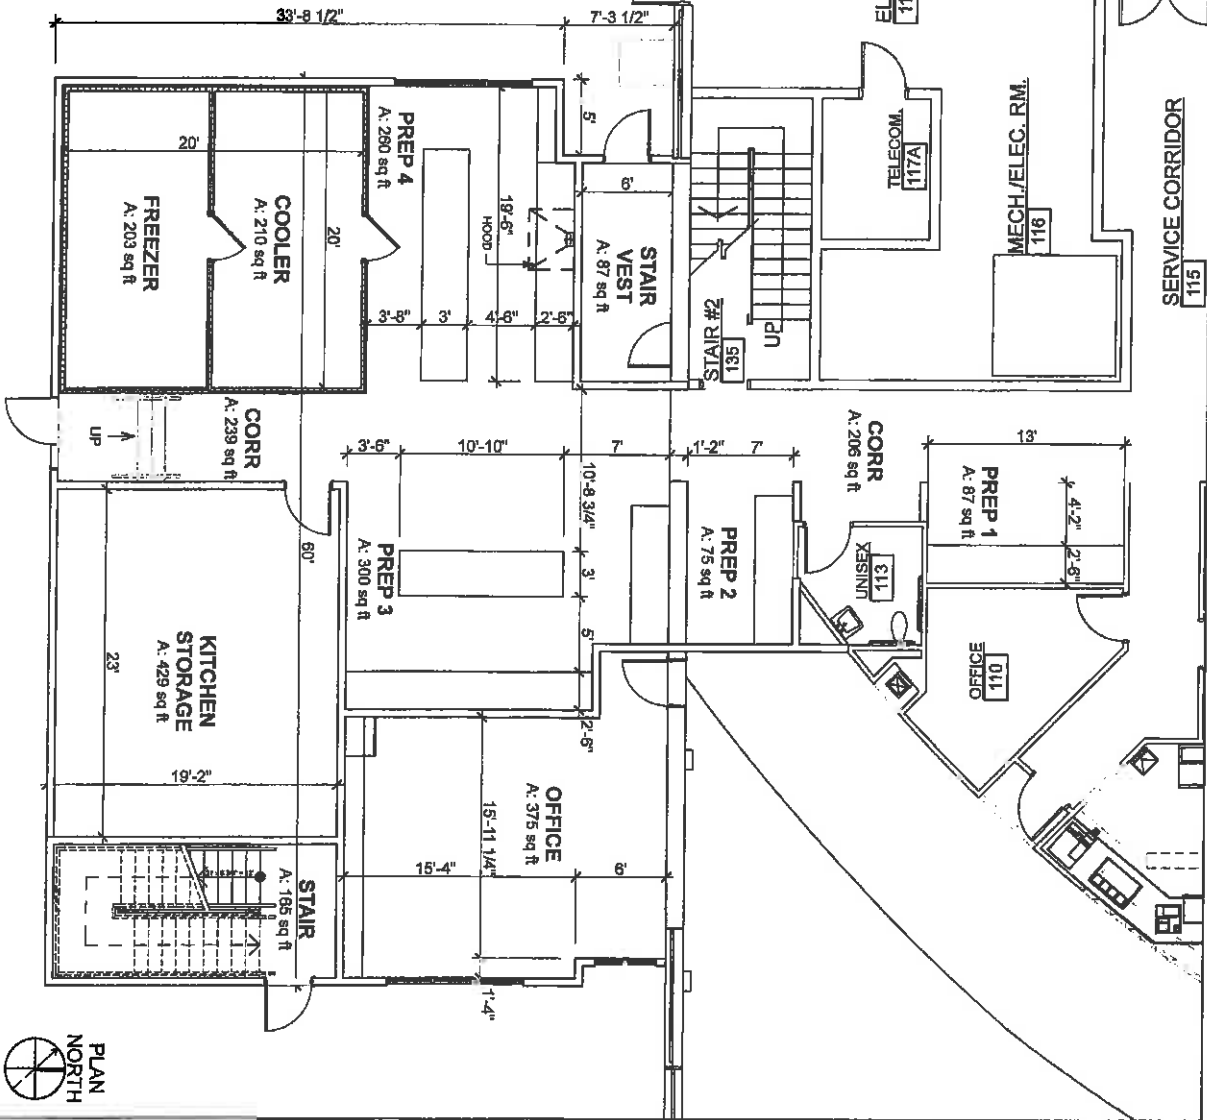 33'-8 1/2"
7'-3 1/2"
5'
PREP 4
A: 260 sq ft
20'
FREEZER
A: 203 sq ft
COOLER
A: 210 sq ft
20'
19'-6"
HOOD
6'
STAIR
VEST
A: 87 sq ft
3'-8"
3'
4'-6"
2'-6"
STAIR #2
135
UP
TELECOM.
117A
MECH./ELEC. RM.
116
SERVICE CORRIDOR
115
UP
CORR
A: 239 sq ft
3'-6"
10'-10"
7'
1'-2"
7'
CORR
A: 206 sq ft
13'
PREP 1
A: 87 sq ft
4'-2"
2'-6"
10'-8 3/4"
3'
5'
2'-6"
60'
PREP 3
A: 300 sq ft
PREP 2
A: 75 sq ft
UNISEX
113
OFFICE
110
KITCHEN
STORAGE
A: 429 sq ft
23'
19'-2"
OFFICE
A: 375 sq ft
15'-11 1/4"
15'-4"
6'
1'-4"
STAIR
A: 165 sq ft
PLAN
NORTH